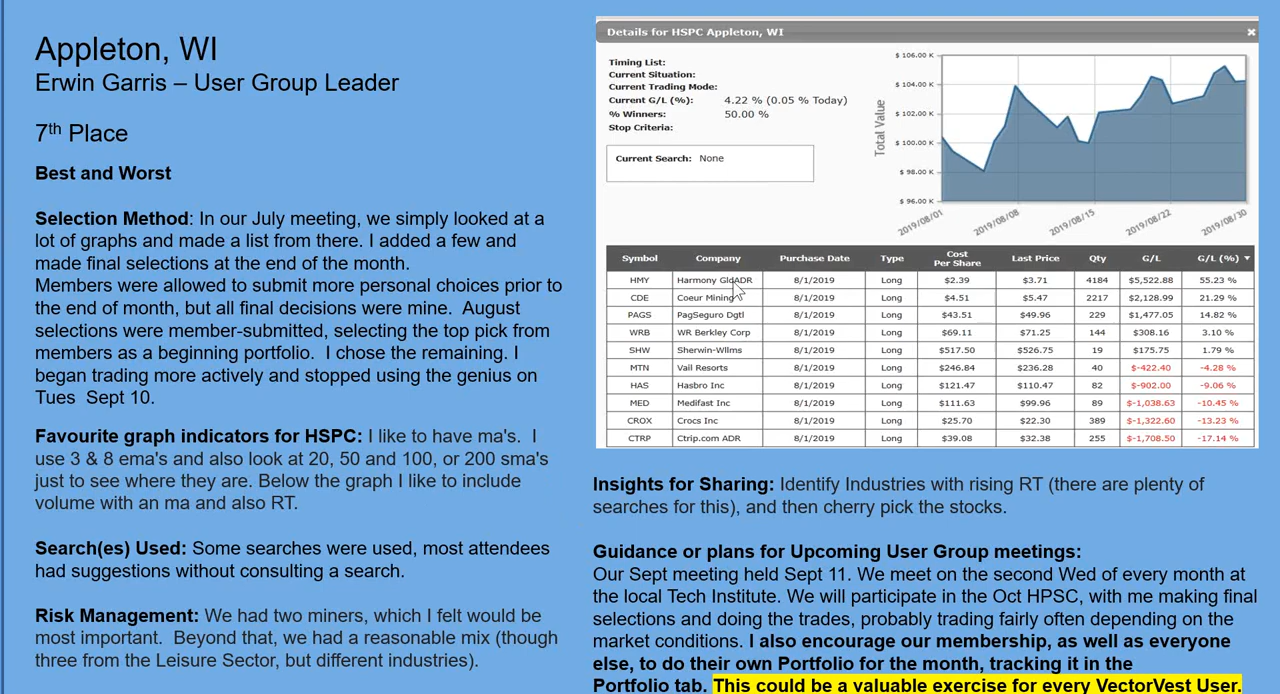 Appleton, WI
Erwin Garris – User Group Leader
7th Place
Best and Worst
Selection Method: In our July meeting, we simply looked at a
lot of graphs and made a list from there. I added a few and
made final selections at the end of the month.
Members were allowed to submit more personal choices prior to
the end of month, but all final decisions were mine.  August
selections were member-submitted, selecting the top pick from
members as a beginning portfolio.  I chose the remaining. I
began trading more actively and stopped using the genius on
Tues  Sept 10.
Favourite graph indicators for HSPC: I like to have ma's.  I
use 3 & 8 ema's and also look at 20, 50 and 100, or 200 sma's
just to see where they are. Below the graph I like to include
volume with an ma and also RT.
Search(es) Used: Some searches were used, most attendees
had suggestions without consulting a search.
Risk Management: We had two miners, which I felt would be
most important.  Beyond that, we had a reasonable mix (though
three from the Leisure Sector, but different industries).
Details for HSPC Appleton, WI
Timing List:
Current Situation:
Current Trading Mode:
Current G/L (%): 4.22 % (0.05 % Today)
% Winners: 50.00 %
Stop Criteria:
Current Search: None
Total Value
$ 106.00 K
$ 104.00 K
$ 102.00 K
$ 100.00 K
$ 98.00 K
$ 96.00 K
2019/08/01 2019/08/08 2019/08/15 2019/08/22 2019/08/30
Symbol Company Purchase Date Type Cost Per Share Last Price Qty G/L G/L (%)
HMY Harmony GldADR 8/1/2019 Long $2.39 $3.71 4184 $5,522.88 55.23 %
CDE Coeur Mining 8/1/2019 Long $4.51 $5.47 2217 $2,128.99 21.29 %
PAGS PagSeguro Dgtl 8/1/2019 Long $43.51 $49.96 229 $1,477.05 14.82 %
WRB WR Berkley Corp 8/1/2019 Long $69.11 $71.25 144 $308.16 3.10 %
SHW Sherwin-Wllms 8/1/2019 Long $517.50 $526.75 19 $175.75 1.79 %
MTN Vail Resorts 8/1/2019 Long $246.84 $236.28 40 $-422.40 -4.28 %
HAS Hasbro Inc 8/1/2019 Long $121.47 $110.47 82 $-902.00 -9.06 %
MED Medifast Inc 8/1/2019 Long $111.63 $99.96 89 $-1,038.63 -10.45 %
CROX Crocs Inc 8/1/2019 Long $25.70 $22.30 389 $-1,322.60 -13.23 %
CTRP Ctrip.com ADR 8/1/2019 Long $39.08 $32.38 255 $-1,708.50 -17.14 %
Insights for Sharing: Identify Industries with rising RT (there are plenty of
searches for this), and then cherry pick the stocks.
Guidance or plans for Upcoming User Group meetings:
Our Sept meeting held Sept 11. We meet on the second Wed of every month at
the local Tech Institute. We will participate in the Oct HPSC, with me making final
selections and doing the trades, probably trading fairly often depending on the
market conditions. I also encourage our membership, as well as everyone
else, to do their own Portfolio for the month, tracking it in the
Portfolio tab. This could be a valuable exercise for every VectorVest User.